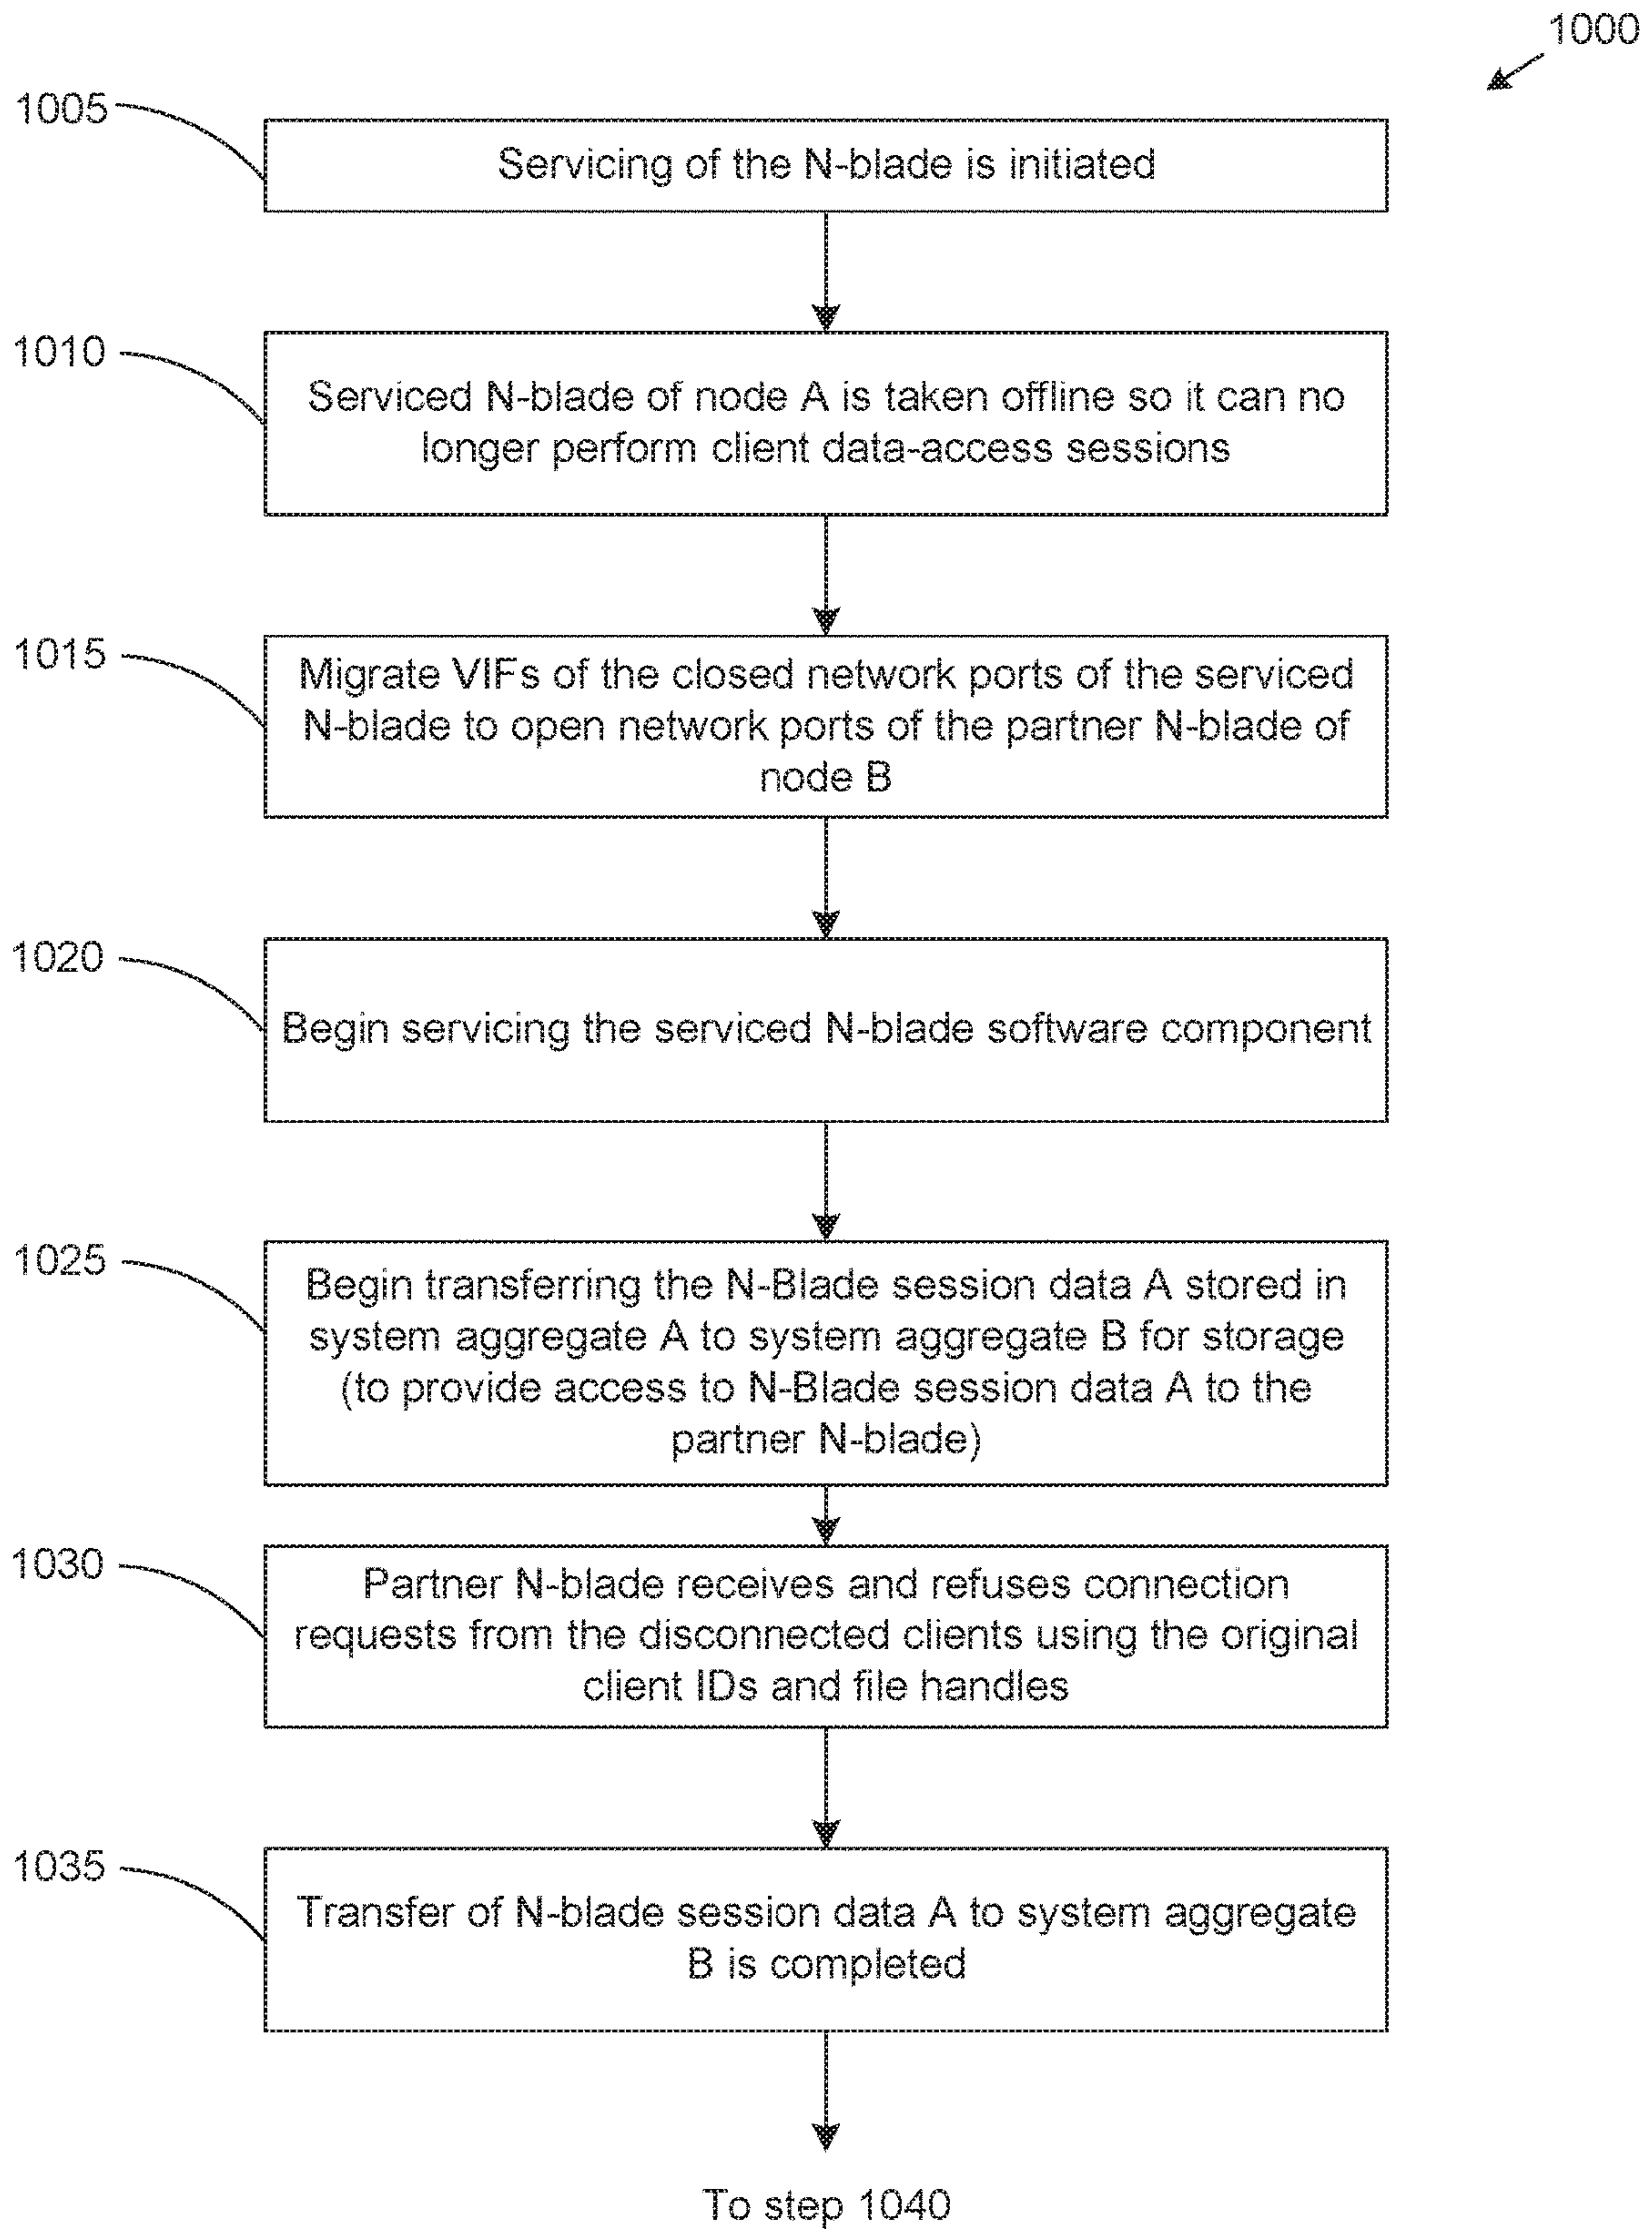 1000
1005
Servicing of the N-blade is initiated
1010
Serviced N-blade of node A is taken offline so it can no
longer perform client data-access sessions
1015
Migrate VIFs of the closed network ports of the serviced
N-blade to open network ports of the partner N-blade of
node B
1020
Begin servicing the serviced N-blade software component
1025
Begin transferring the N-Blade session data A stored in
system aggregate A to system aggregate B for storage
(to provide access to N-Blade session data A to the
partner N-blade)
1030
Partner N-blade receives and refuses connection
requests from the disconnected clients using the original
client IDs and file handles
1035
Transfer of N-blade session data A to system aggregate
B is completed
To step 1040